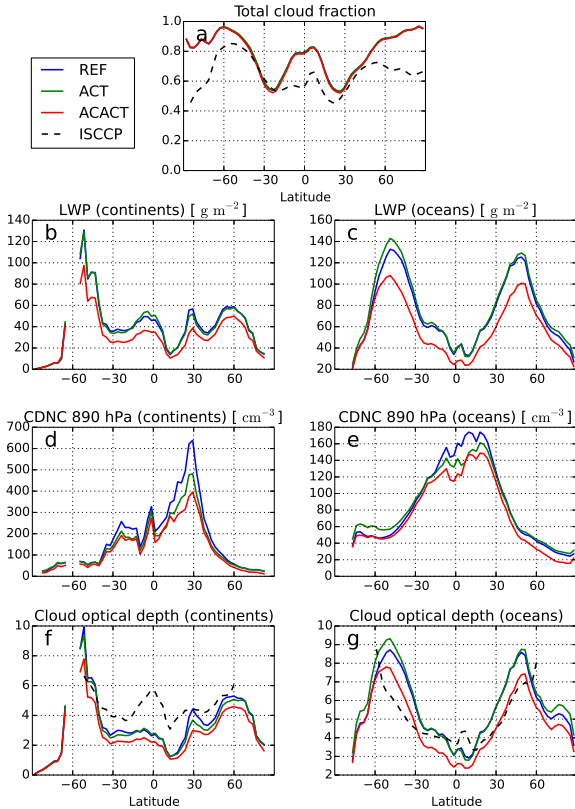 Total cloud fraction
a
1.0
0.8
0.6
0.4
0.2
0.0
−60 −30 0 30 60
Latitude
REF
ACT
ACACT
ISCCP
LWP (continents) [ g m−2 ]
b
140
120
100
80
60
40
20
0
−60 −30 0 30 60
LWP (oceans) [ g m−2 ]
c
160
140
120
100
80
60
40
20
−60 −30 0 30 60
CDNC 890 hPa (continents) [ cm−3 ]
d
700
600
500
400
300
200
100
0
−60 −30 0 30 60
CDNC 890 hPa (oceans) [ cm−3 ]
e
180
160
140
120
100
80
60
40
20
0
−60 −30 0 30 60
Cloud optical depth (continents)
f
10
8
6
4
2
0
−60 −30 0 30 60
Latitude
Cloud optical depth (oceans)
g
10
9
8
7
6
5
4
3
2
−60 −30 0 30 60
Latitude